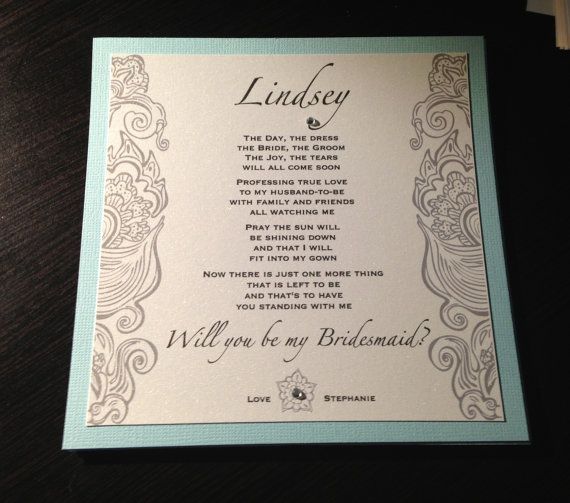 Lindsey
The Day, the dress
the Bride, the Groom
The Joy, the tears
will all come soon
Professing true love
to my husband-to-be
with family and friends
all watching me
Pray the sun will
be shining down
and that I will
fit into my gown
Now there is just one more thing
that is left to be
and that's to have
you standing with me
Will you be my Bridesmaid?
Love Stephanie